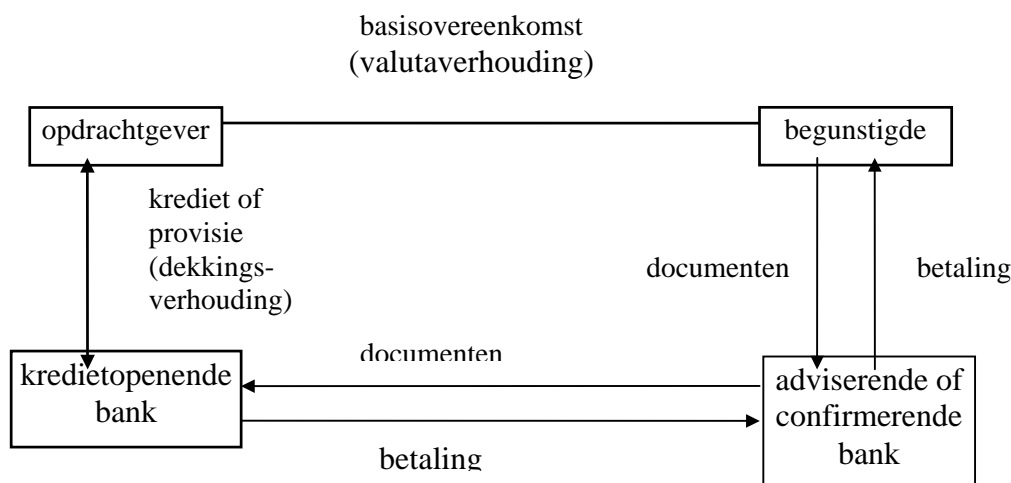 basisovereenkomst
(valutaverhouding)
opdrachtgever
begunstigde
krediet of
provisie
(dekkings-
verhouding)
documenten
betaling
documenten
kredietopenende
bank
adviserende of
confirmerende
bank
betaling